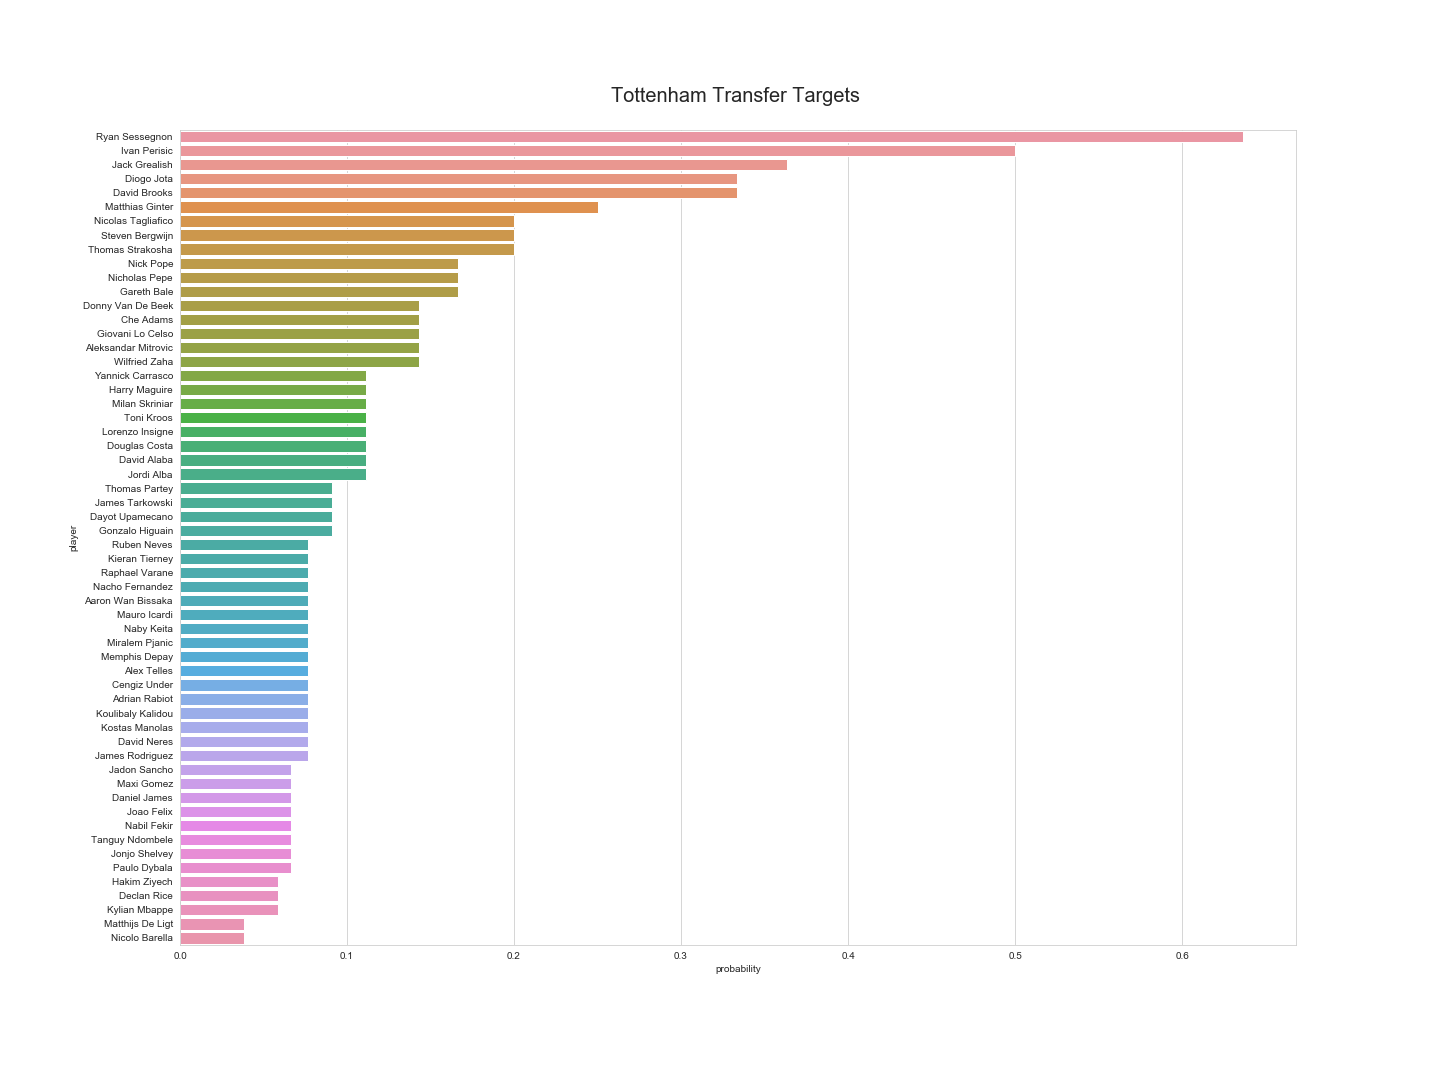 Tottenham Transfer Targets
Ryan Sessegnon
Ivan Perisic
Jack Grealish
Diogo Jota
David Brooks
Matthias Ginter
Nicolas Tagliafico
Steven Bergwijn
Thomas Strakosha
Nick Pope
Nicholas Pepe
Gareth Bale
Donny Van De Beek
Che Adams
Giovani Lo Celso
Aleksandar Mitrovic
Wilfried Zaha
Yannick Carrasco
Harry Maguire
Milan Skriniar
Toni Kroos
Lorenzo Insigne
Douglas Costa
David Alaba
Jordi Alba
Thomas Partey
James Tarkowski
Dayot Upamecano
Gonzalo Higuain
Ruben Neves
Kieran Tierney
Raphael Varane
Nacho Fernandez
Aaron Wan Bissaka
Mauro Icardi
Naby Keita
Miralem Pjanic
Memphis Depay
Alex Telles
Cengiz Under
Adrian Rabiot
Koulibaly Kalidou
Kostas Manolas
David Neres
James Rodriguez
Jadon Sancho
Maxi Gomez
Daniel James
Joao Felix
Nabil Fekir
Tanguy Ndombele
Jonjo Shelvey
Paulo Dybala
Hakim Ziyech
Declan Rice
Kylian Mbappe
Matthijs De Ligt
Nicolo Barella
player
0.0 0.1 0.2 0.3 0.4 0.5 0.6
probability